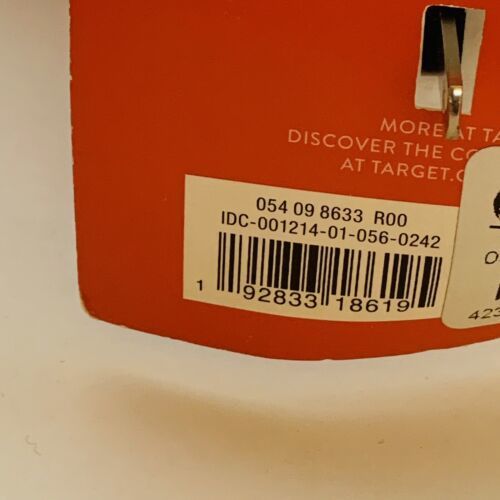 MORE AT TA
DISCOVER THE CO
AT TARGET.C
054 09 8633 R00
IDC-001214-01-056-0242
1 92833 18619
423